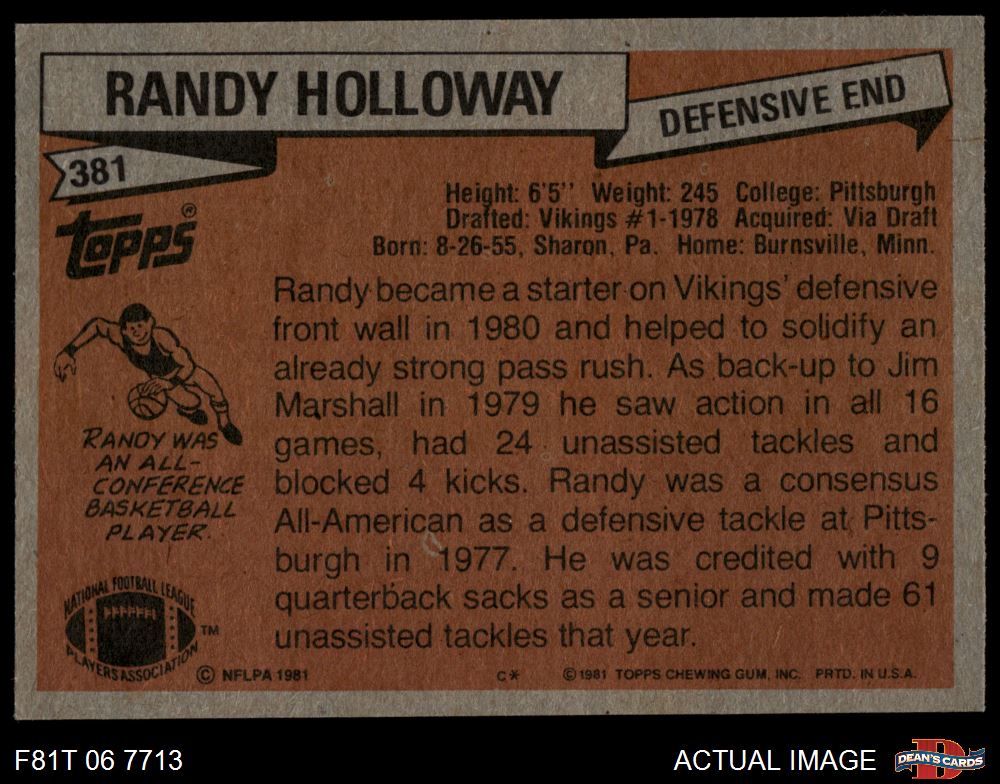 RANDY HOLLOWAY
DEFENSIVE END
381
topps®
Height: 6'5'' Weight: 245 College: Pittsburgh
Drafted: Vikings #1-1978 Acquired: Via Draft
Born: 8-26-55, Sharon, Pa. Home: Burnsville, Minn.
Randy became a starter on Vikings' defensive
front wall in 1980 and helped to solidify an
already strong pass rush. As back-up to Jim
Marshall in 1979 he saw action in all 16
games, had 24 unassisted tackles and
blocked 4 kicks. Randy was a consensus
All-American as a defensive tackle at Pitts-
burgh in 1977. He was credited with 9
quarterback sacks as a senior and made 61
unassisted tackles that year.
RANDY WAS
AN ALL-
CONFERENCE
BASKETBALL
PLAYER.
NATIONAL FOOTBALL LEAGUE
PLAYERS ASSOCIATION
TM
© NFLPA 1981
C*
© 1981 TOPPS CHEWING GUM, INC. PRTD. IN U.S.A.
F81T 06 7713
ACTUAL IMAGE
D
DEAN'S CARDS